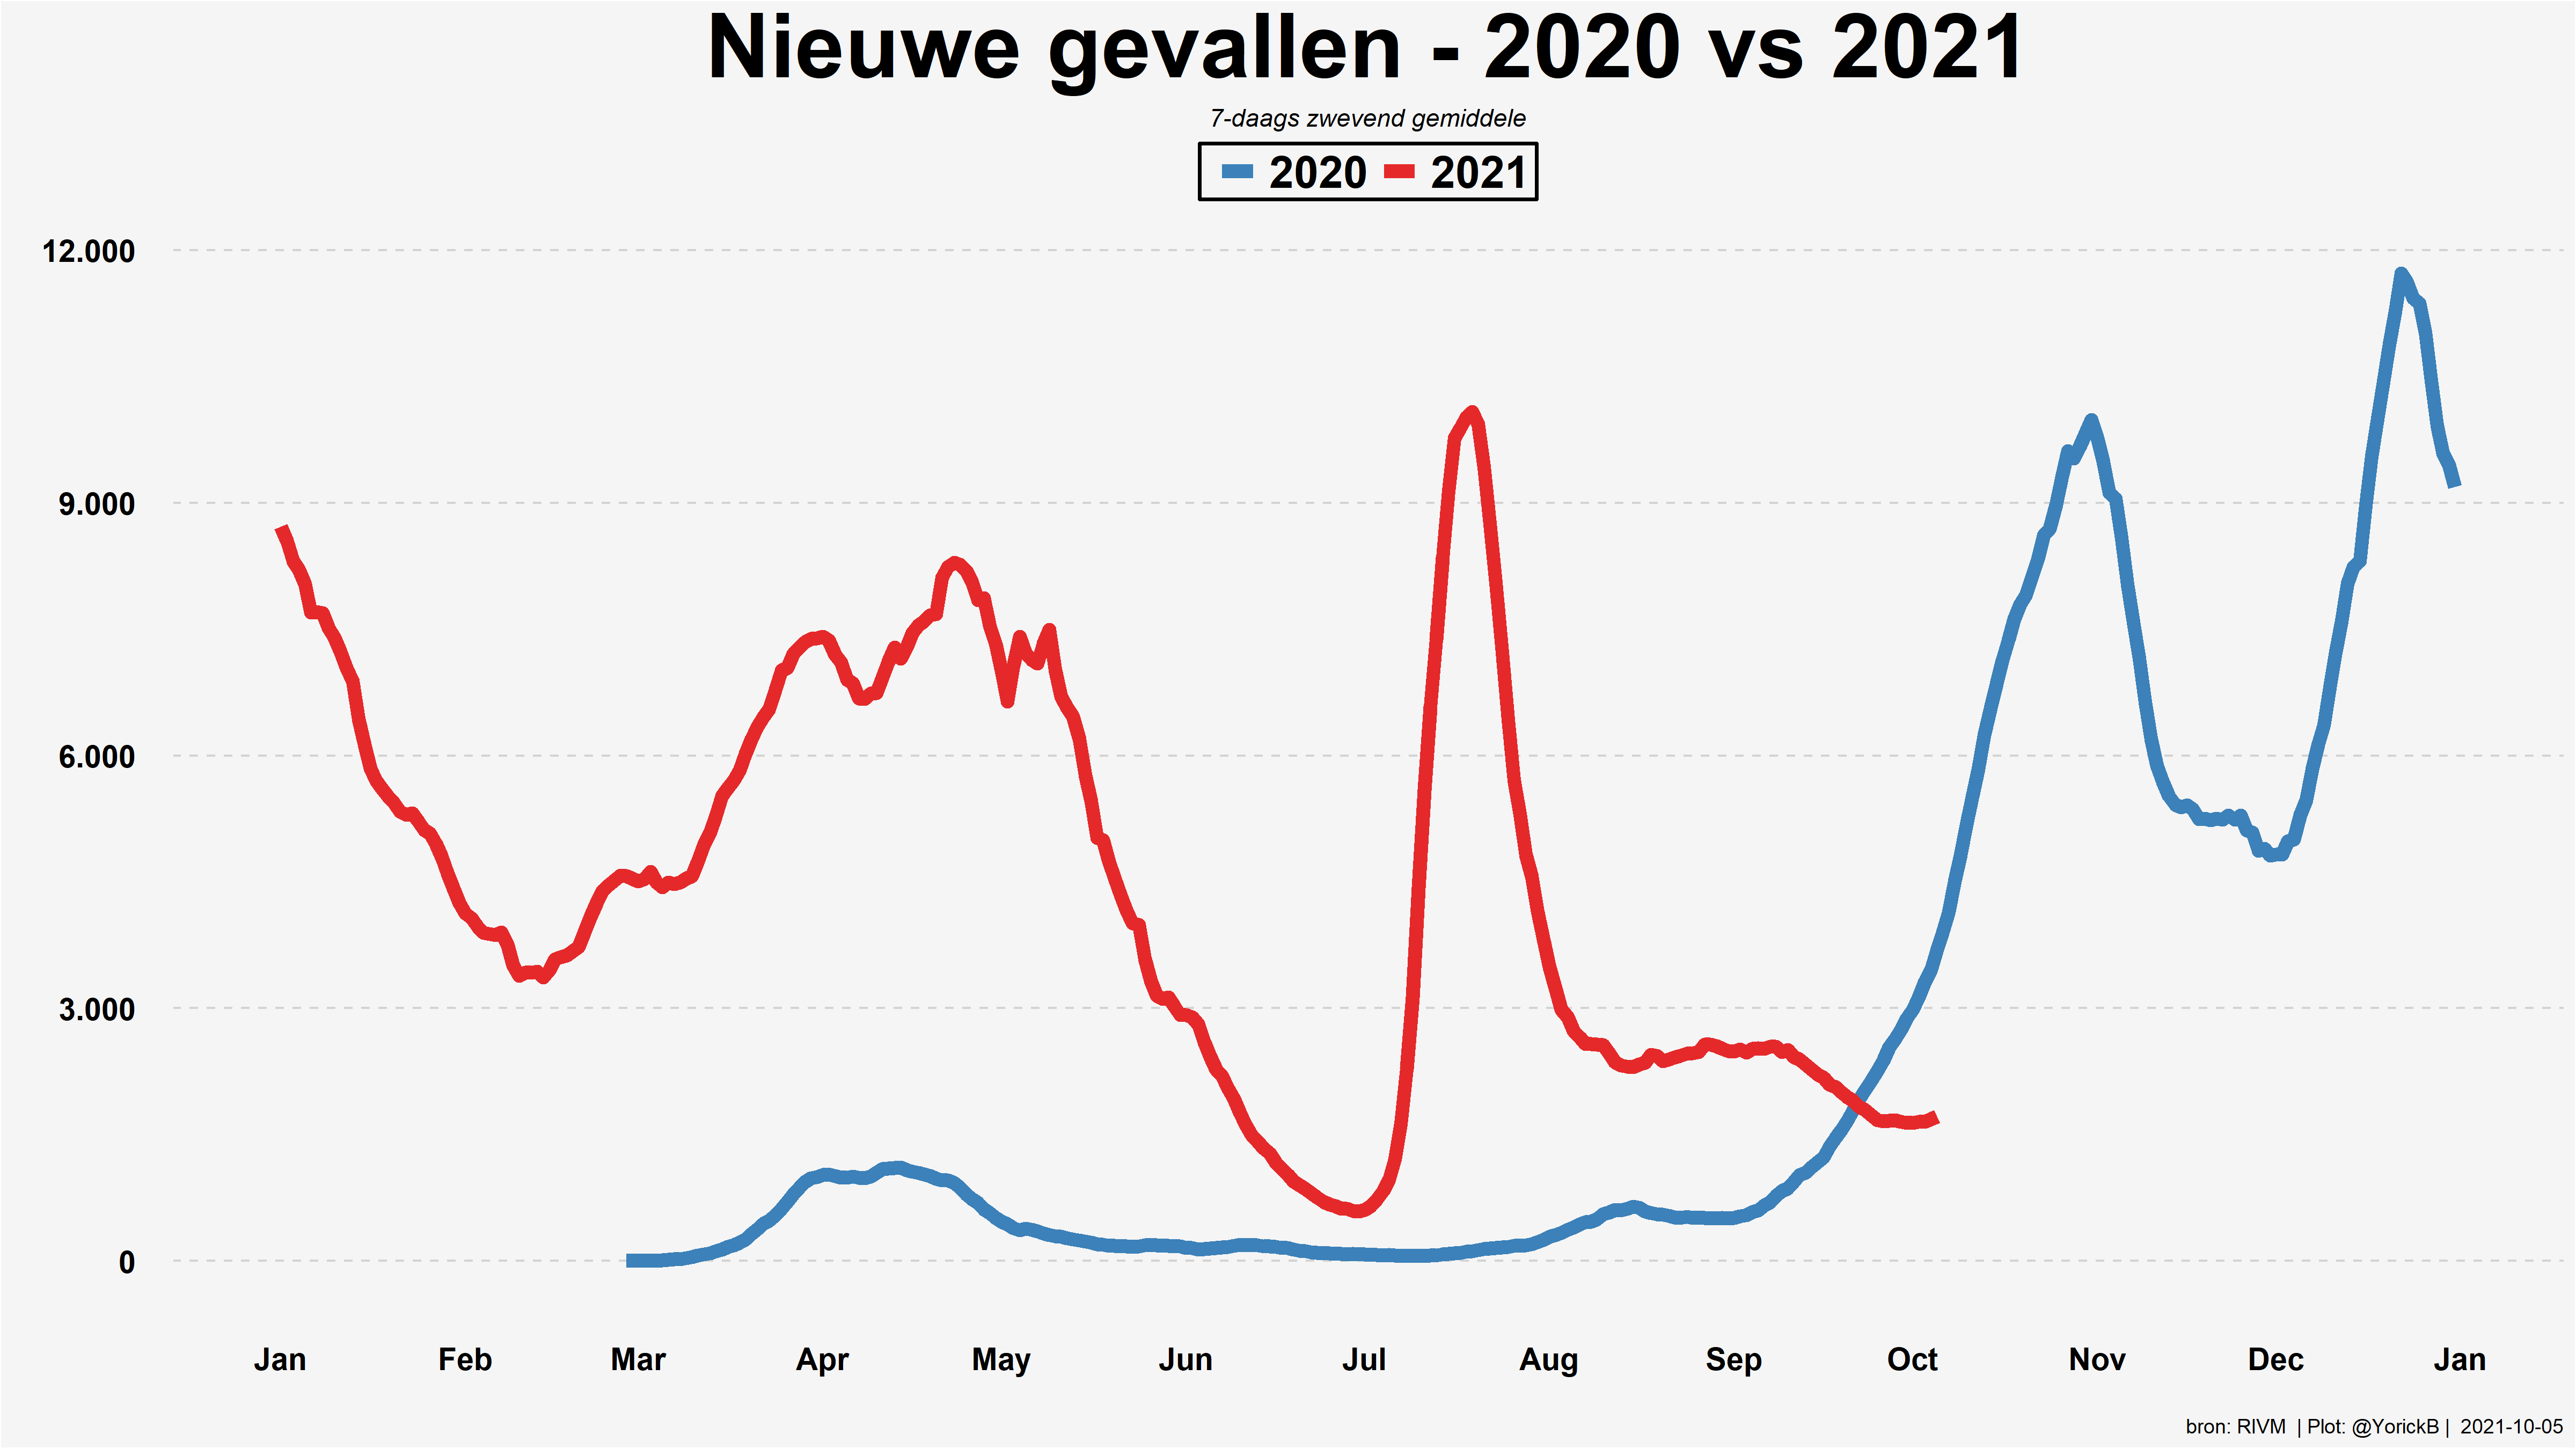 Nieuwe gevallen - 2020 vs 2021
7-daags zwevend gemiddele
2020 2021
12.000
9.000
6.000
3.000
0
Jan Feb Mar Apr May Jun Jul Aug Sep Oct Nov Dec Jan
bron: RIVM | Plot: @YorickB | 2021-10-05